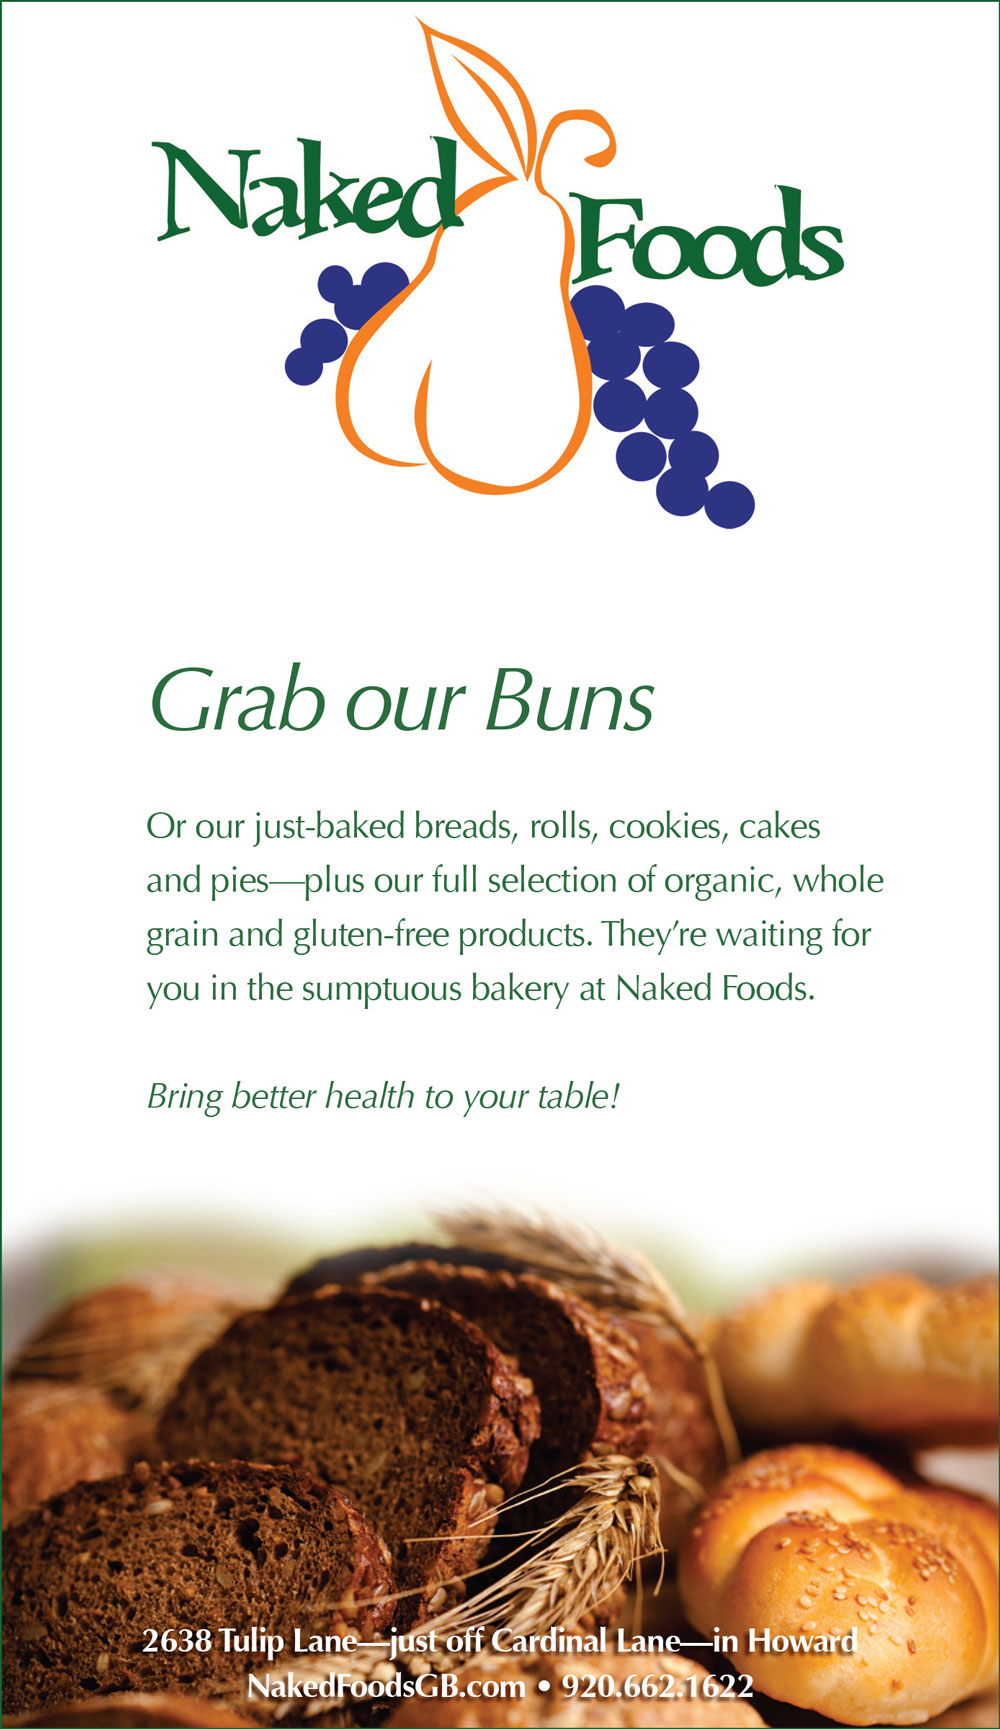 Naked Foods
Grab our Buns
Or our just-baked breads, rolls, cookies, cakes
and pies—plus our full selection of organic, whole
grain and gluten-free products. They’re waiting for
you in the sumptuous bakery at Naked Foods.
Bring better health to your table!
2638 Tulip Lane—just off Cardinal Lane—in Howard
NakedFoodsGB.com • 920.662.1622